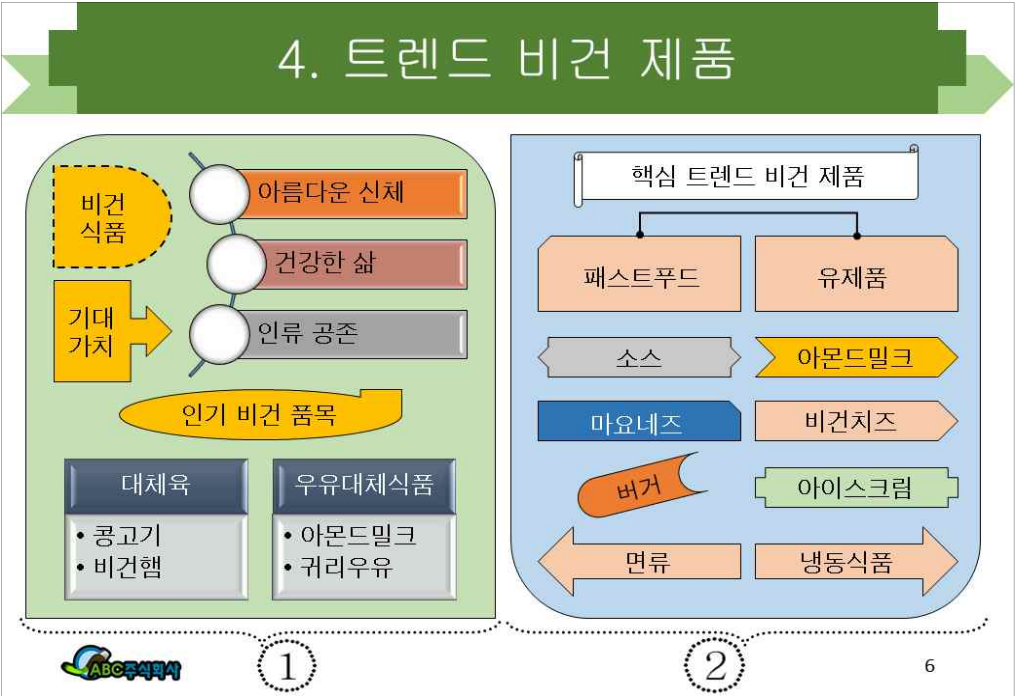 4. 트렌드 비건 제품
비건
식품
아름다운 신체
건강한 삶
기대
가치
인류 공존
인기 비건 품목
대체육
• 콩고기
• 비건햄
우유대체식품
• 아몬드밀크
• 귀리우유
핵심 트렌드 비건 제품
패스트푸드
유제품
소스
아몬드밀크
마요네즈
비건치즈
버거
아이스크림
면류
냉동식품
ABC주식회사
1
2
6